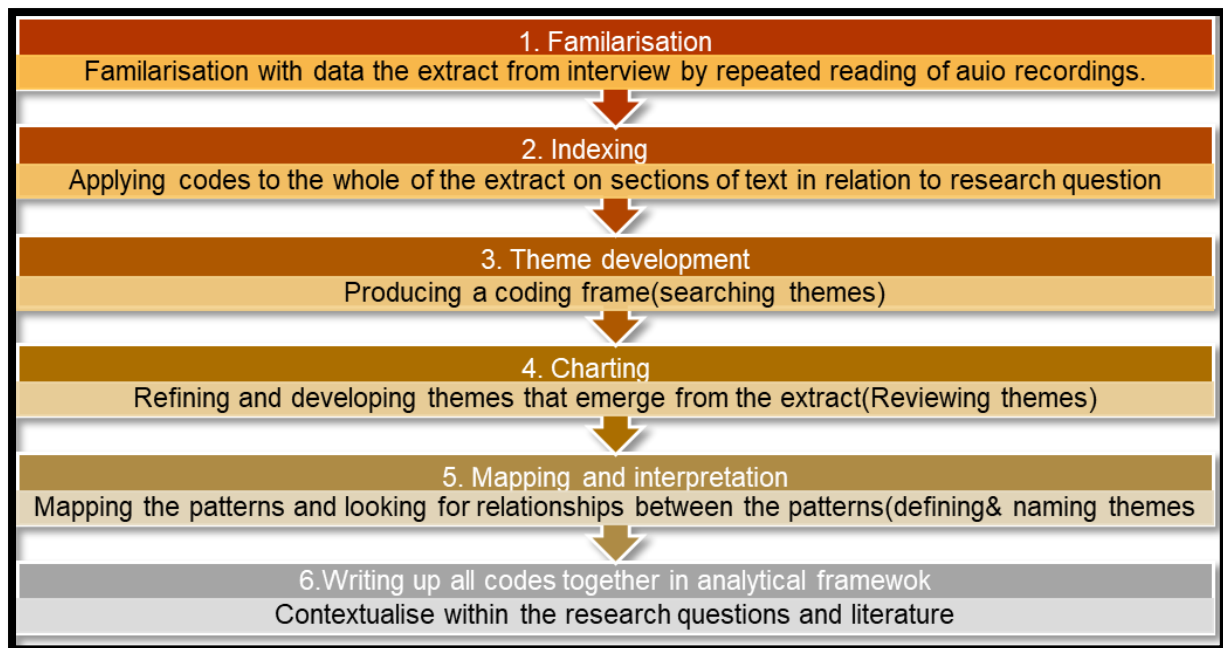 1. Familarisation
Familarisation with data the extract from interview by repeated reading of auio recordings.
2. Indexing
Applying codes to the whole of the extract on sections of text in relation to research question
3. Theme development
Producing a coding frame(searching themes)
4. Charting
Refining and developing themes that emerge from the extract(Reviewing themes)
5. Mapping and interpretation
Mapping the patterns and looking for relationships between the patterns(defining& naming themes
6.Writing up all codes together in analytical framewok
Contextualise within the research questions and literature